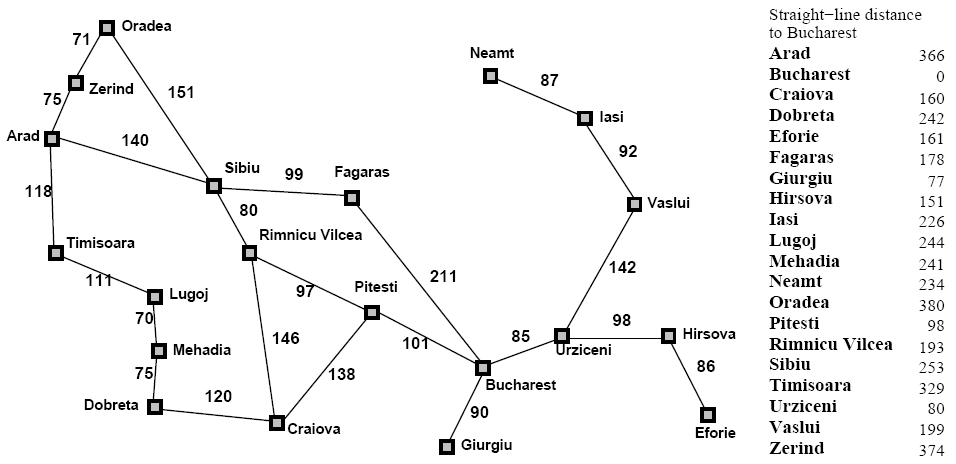 Oradea
71
Neamt
87
Zerind
151
75
Iasi
Arad
140
92
Sibiu
99
Fagaras
118
80
Vaslui
Timisoara
Rimnicu Vilcea
111
142
211
Lugoj
97
Pitesti
70
98
Hirsova
146
101
85
Mehadia
Urziceni
86
75
138
Bucharest
120
90
Dobreta
Craiova
Eforie
Giurgiu
Straight−line distance
to Bucharest
Arad 366
Bucharest 0
Craiova 160
Dobreta 242
Eforie 161
Fagaras 178
Giurgiu 77
Hirsova 151
Iasi 226
Lugoj 244
Mehadia 241
Neamt 234
Oradea 380
Pitesti 98
Rimnicu Vilcea 193
Sibiu 253
Timisoara 329
Urziceni 80
Vaslui 199
Zerind 374